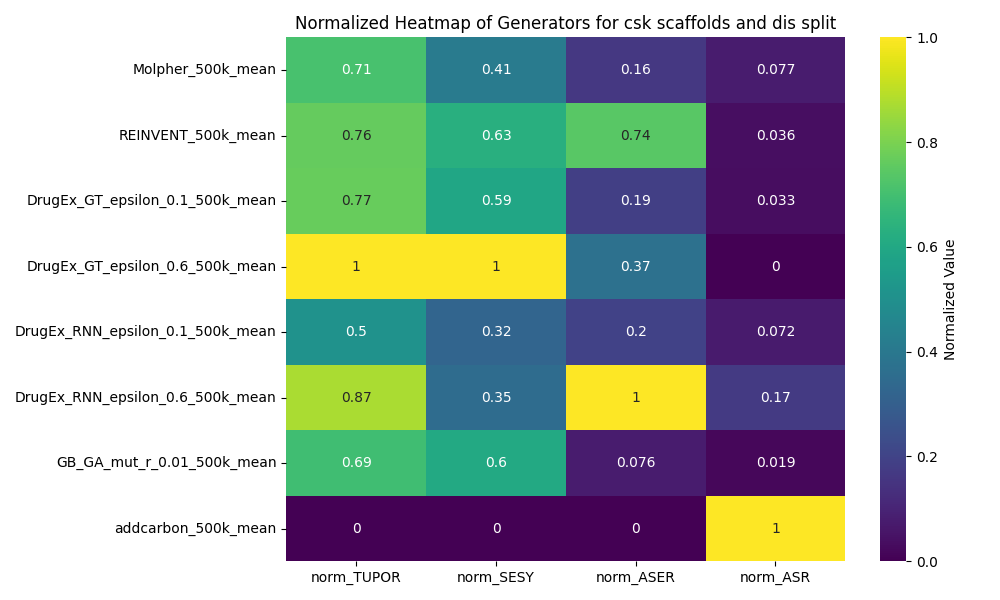 Normalized Heatmap of Generators for csk scaffolds and dis split
Molpher_500k_mean 0.71 0.41 0.16 0.077
REINVENT_500k_mean 0.76 0.63 0.74 0.036
DrugEx_GT_epsilon_0.1_500k_mean 0.77 0.59 0.19 0.033
DrugEx_GT_epsilon_0.6_500k_mean 1 1 0.37 0
DrugEx_RNN_epsilon_0.1_500k_mean 0.5 0.32 0.2 0.072
DrugEx_RNN_epsilon_0.6_500k_mean 0.87 0.35 1 0.17
GB_GA_mut_r_0.01_500k_mean 0.69 0.6 0.076 0.019
addcarbon_500k_mean 0 0 0 1
norm_TUPOR norm_SESY norm_ASER norm_ASR
1.0
0.8
0.6
0.4
0.2
0.0
Normalized Value